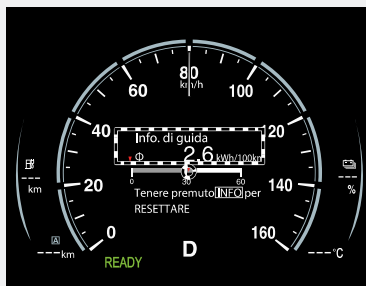 80
km/h
60
100
40
120
Info. di guida
Φ 2.6 kWh/100km
0 30 60
km
%
20
140
Tenere premuto INFO per
RESETTARE
A
---km
0
160
---°C
READY
D